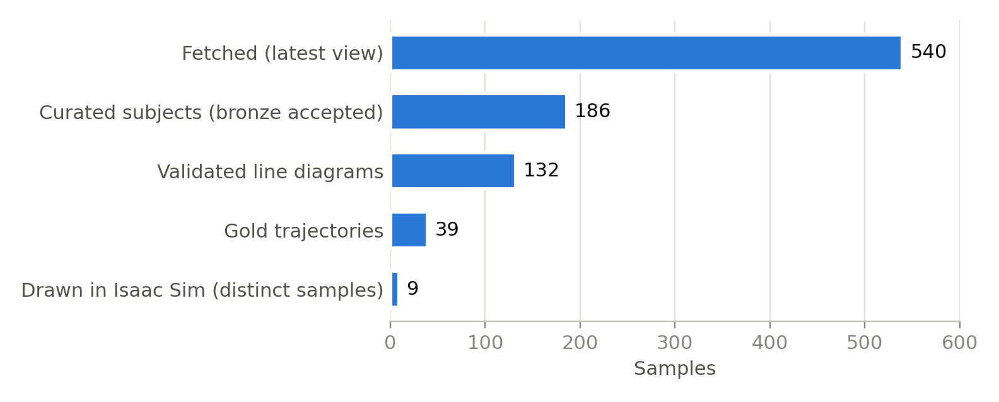 Fetched (latest view) 540
Curated subjects (bronze accepted) 186
Validated line diagrams 132
Gold trajectories 39
Drawn in Isaac Sim (distinct samples) 9
0 100 200 300 400 500 600
Samples